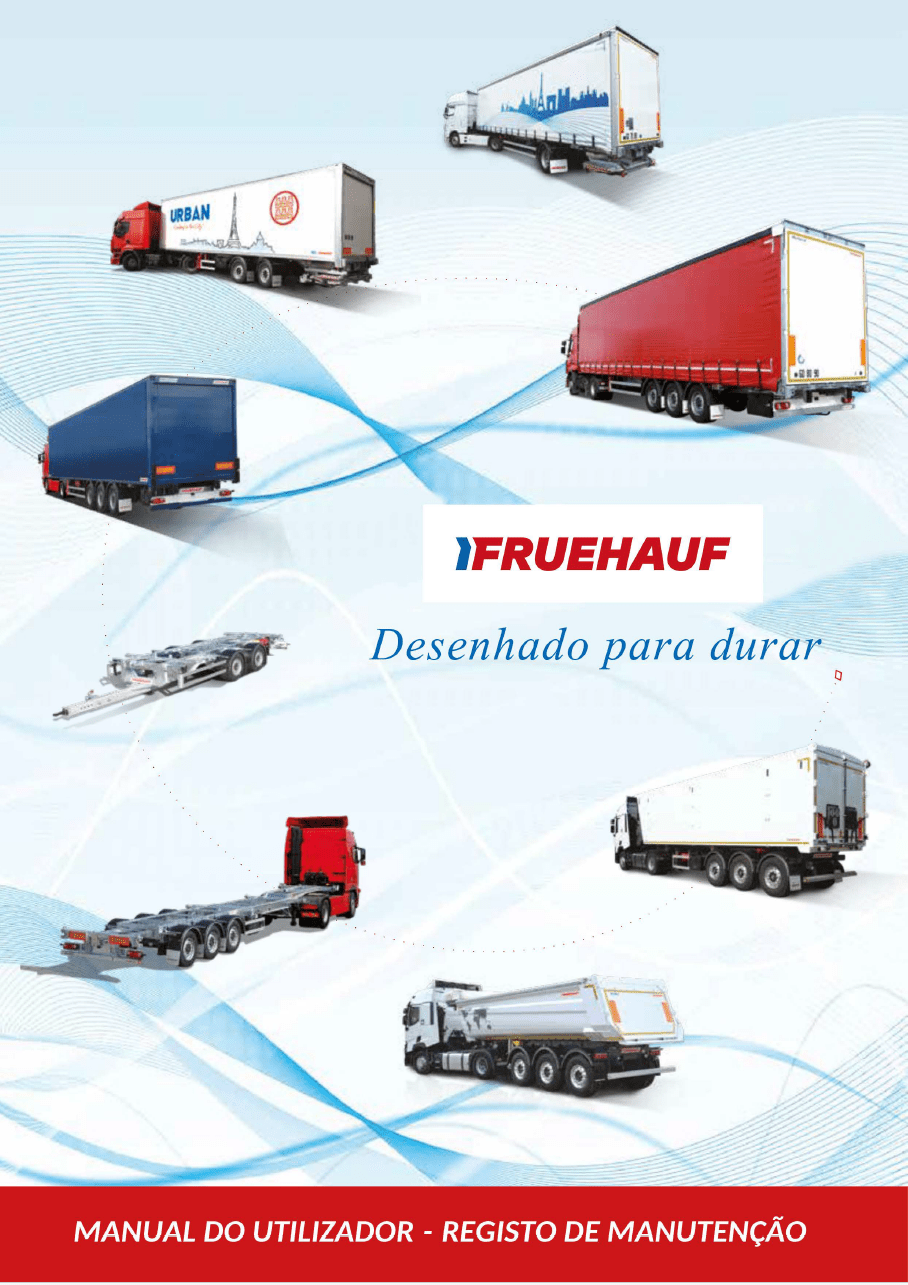 URBAN
FRUEHAUF
Desenhado para durar
MANUAL DO UTILIZADOR - REGISTO DE MANUTENÇÃO